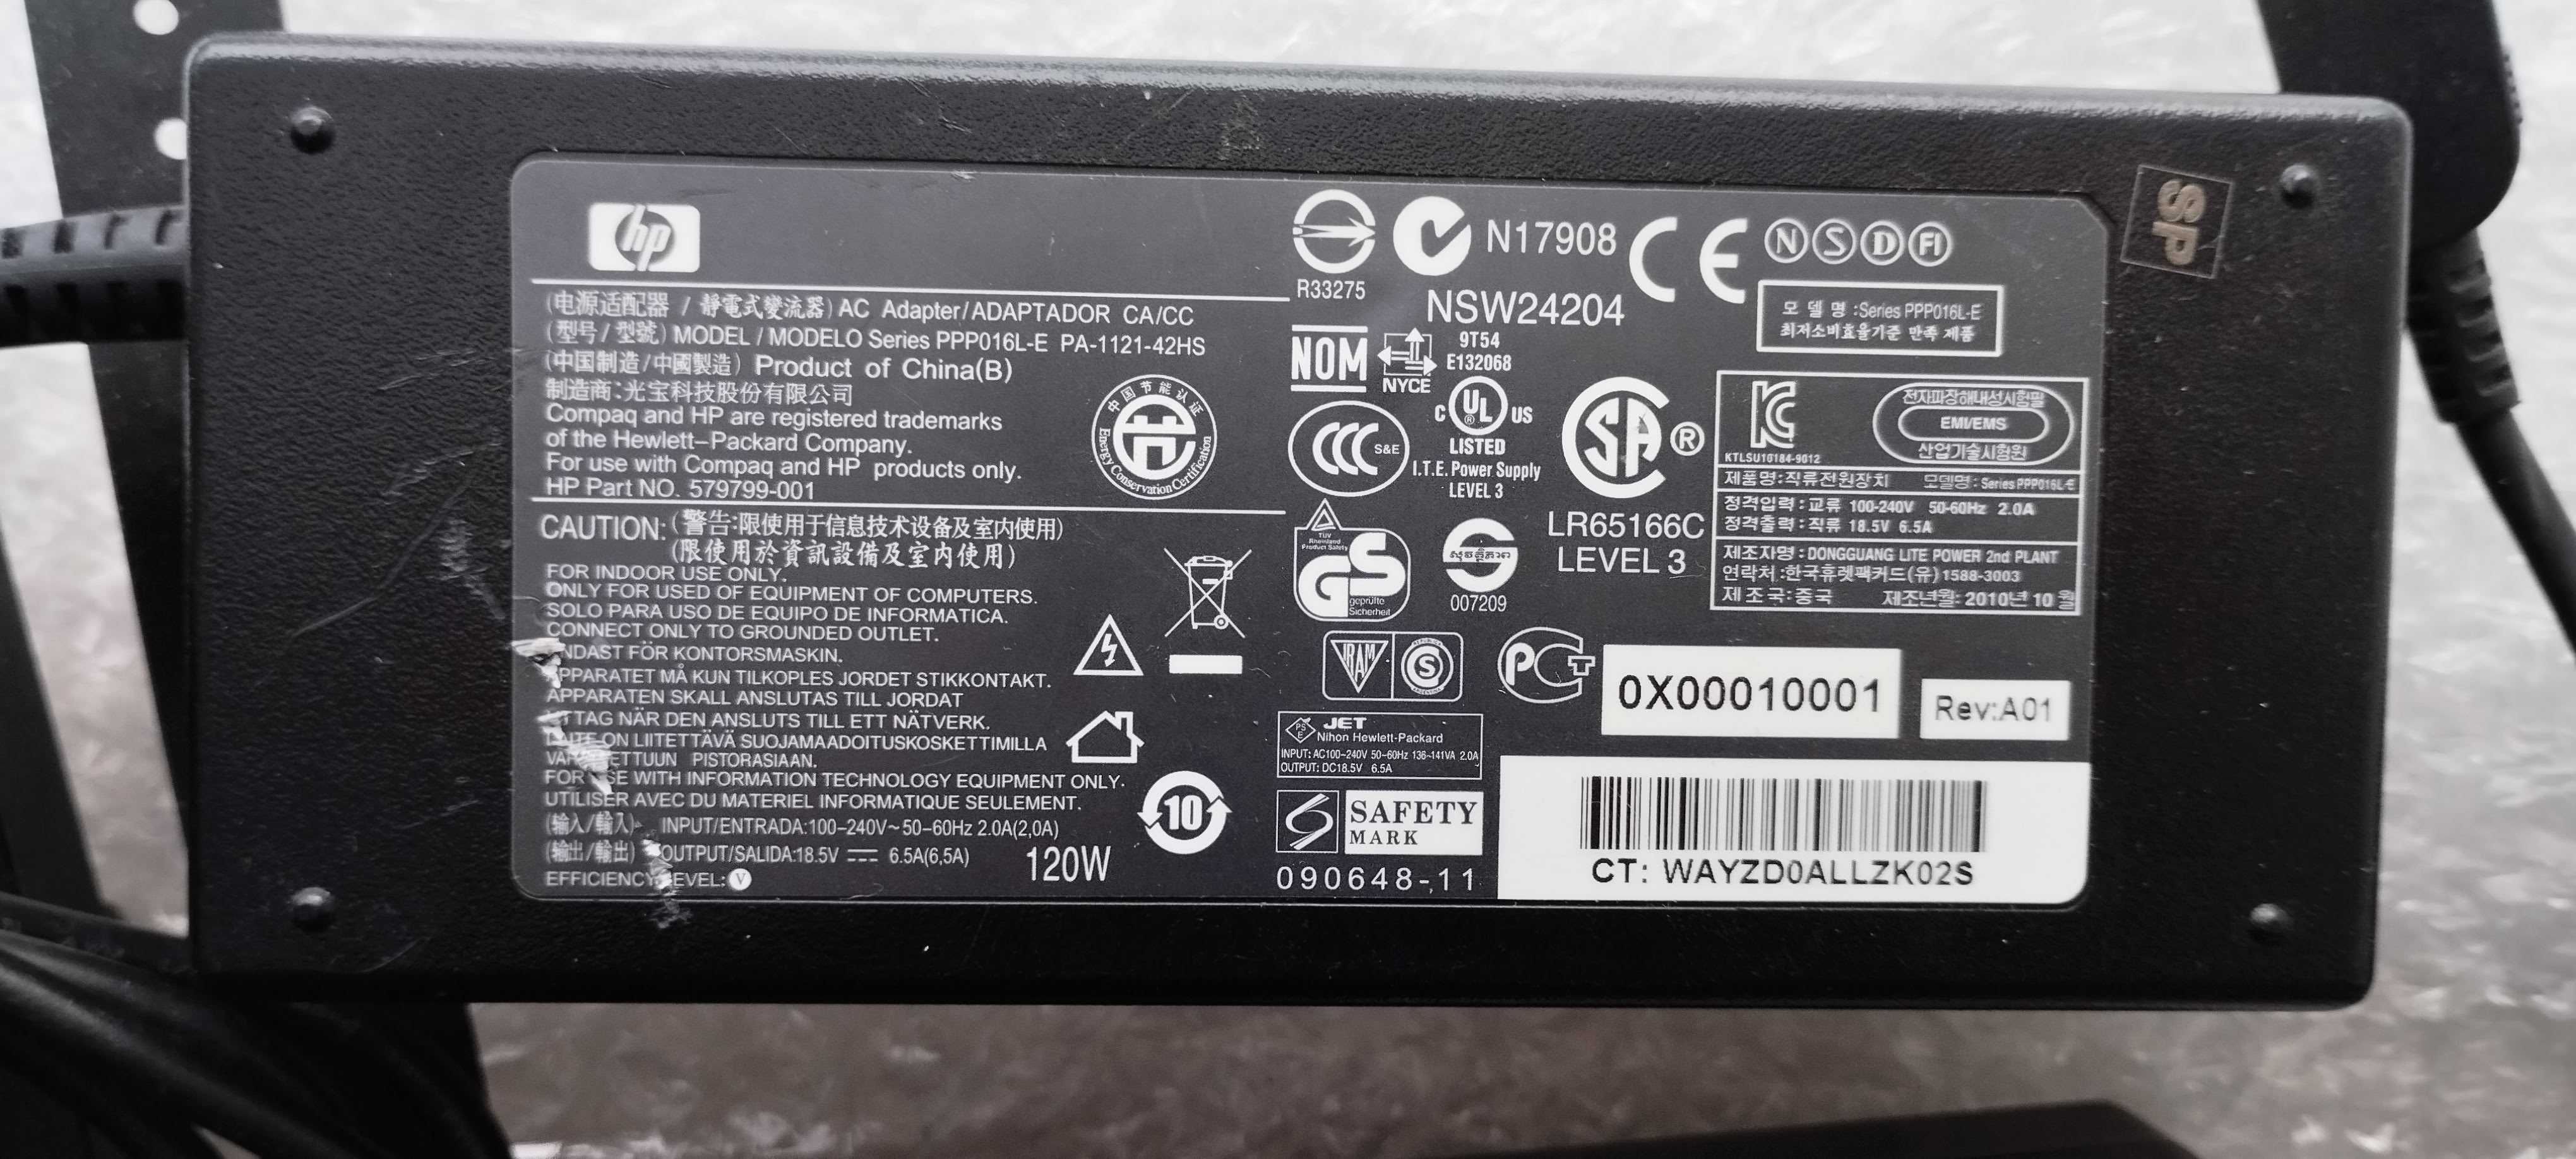 hp
(电源适配器 / 静電式變流器) AC Adapter/ADAPTADOR CA/CC
(型号/型號) MODEL / MODELO Series PPP016L-E PA-1121-42HS
(中国制造/中國製造) Product of China(B)
制造商:光宝科技股份有限公司
Compaq and HP are registered trademarks
of the Hewlett-Packard Company.
For use with Compaq and HP products only.
HP Part NO. 579799-001
中国节能认证
Energy Conservation Certification
CAUTION: (警告:限使用于信息技术设备及室内使用)
(限使用於資訊設備及室内使用)
FOR INDOOR USE ONLY.
ONLY FOR USED OF EQUIPMENT OF COMPUTERS.
SOLO PARA USO DE EQUIPO DE INFORMATICA.
CONNECT ONLY TO GROUNDED OUTLET.
FÖR KONTORSMASKIN.
MÅ KUN TILKOPLES JORDET STIKKONTAKT.
APPARATEN SKALL ANSLUTAS TILL JORDAT
NÄR DEN ANSLUTS TILL ETT NÄTVERK.
ON LIITETTÄVÄ SUOJAMAADOITUSKOSKETTIMILLA
PISTORASIAAN.
FOR USE WITH INFORMATION TECHNOLOGY EQUIPMENT ONLY.
UTILISER AVEC DU MATERIEL INFORMATIQUE SEULEMENT.
(输入/輸入) INPUT/ENTRADA:100-240V~50-60Hz 2.0A(2,0A)
(输出/輸出) OUTPUT/SALIDA:18.5V ⎓ 6.5A(6,5A) 120W
EFFICIENCY LEVEL: V
10
R33275
N17908
CE
N S D FI
NSW24204
NOM
NYCE
9T54
E132068
CCC S&E
C UL US
LISTED
I.T.E. Power Supply
LEVEL 3
SA ®
LR65166C
LEVEL 3
TÜV
Rheinland
Product Safety
GS
geprüfte
Sicherheit
007209
IRAM
S
PCT
JET
Nihon Hewlett-Packard
INPUT: AC100-240V 50-60Hz 136-141VA 2.0A
OUTPUT: DC18.5V 6.5A
SAFETY
MARK
090648-11
모 델 명 :Series PPP016L-E
최저소비효율기준 만족 제품
KC
KTLSU10184-9012
전자파장해내성시험필
EMI/EMS
산업기술시험원
제품명:직류전원장치 모델명: Series PPP016L-E
정격입력: 교류 100-240V 50-60Hz 2.0A
정격출력: 직류 18.5V 6.5A
제조자명: DONGGUANG LITE POWER 2nd PLANT
연락처:한국휴렛팩커드(유)1588-3003
제조국:중국 제조년월: 2010년 10월
0X00010001
Rev:A01
CT: WAYZD0ALLZK02S
SP